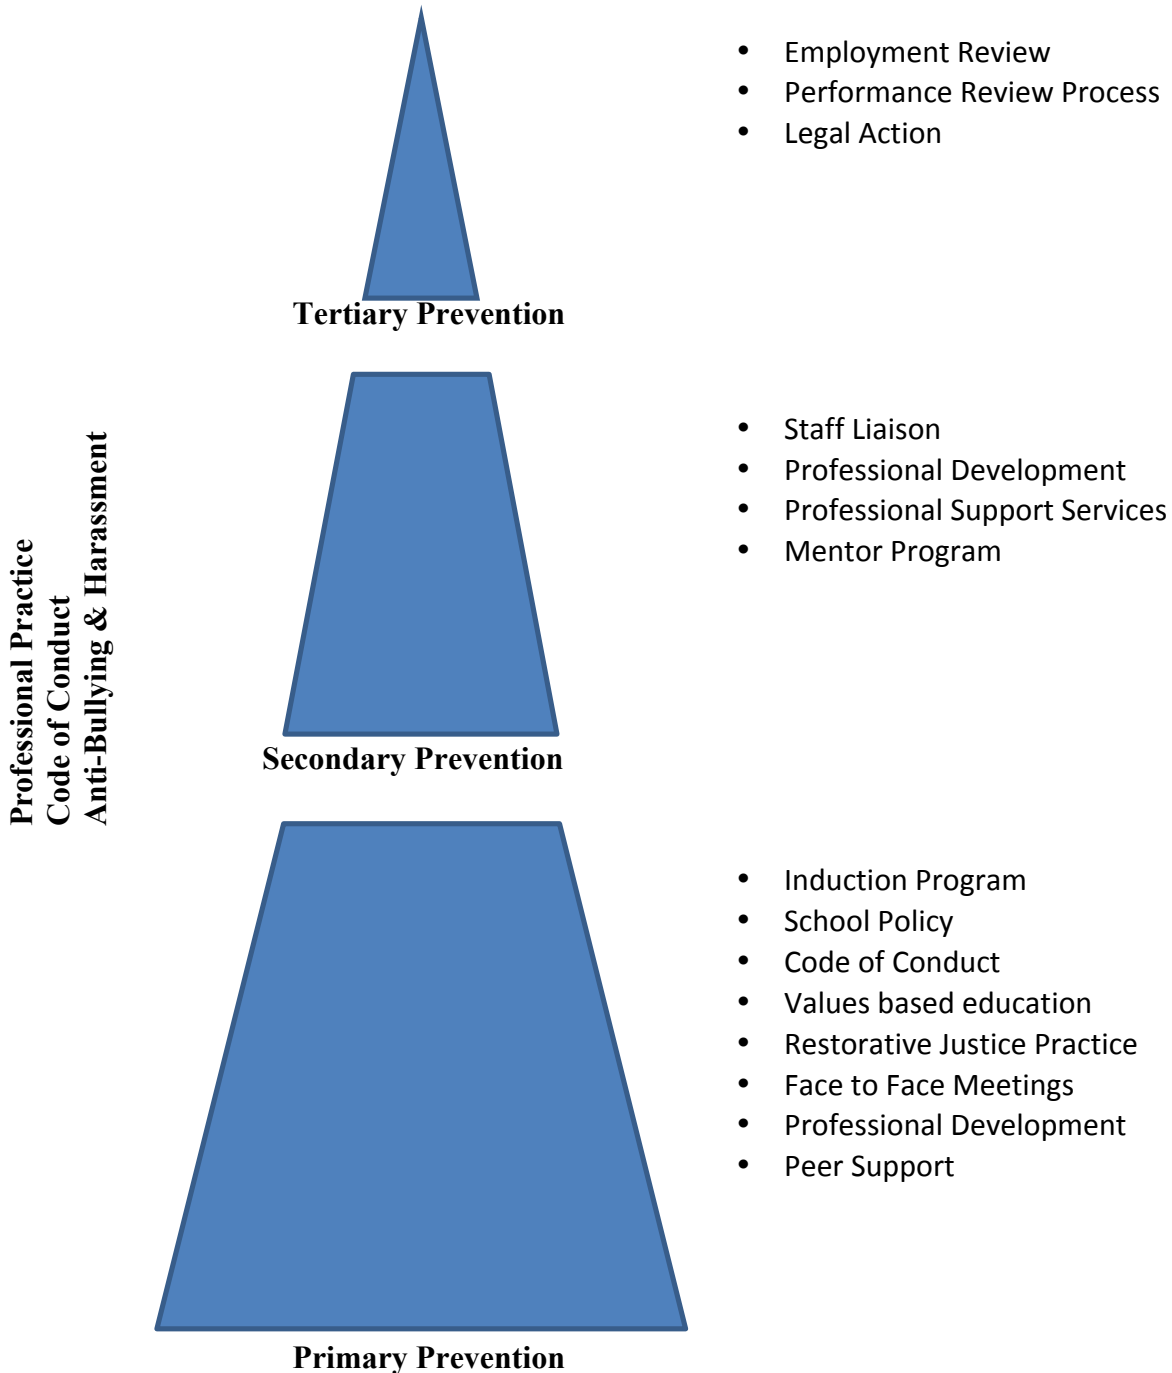 • Employment Review
• Performance Review Process
• Legal Action
Tertiary Prevention
Professional Practice
Code of Conduct
Anti-Bullying & Harassment
• Staff Liaison
• Professional Development
• Professional Support Services
• Mentor Program
Secondary Prevention
• Induction Program
• School Policy
• Code of Conduct
• Values based education
• Restorative Justice Practice
• Face to Face Meetings
• Professional Development
• Peer Support
Primary Prevention